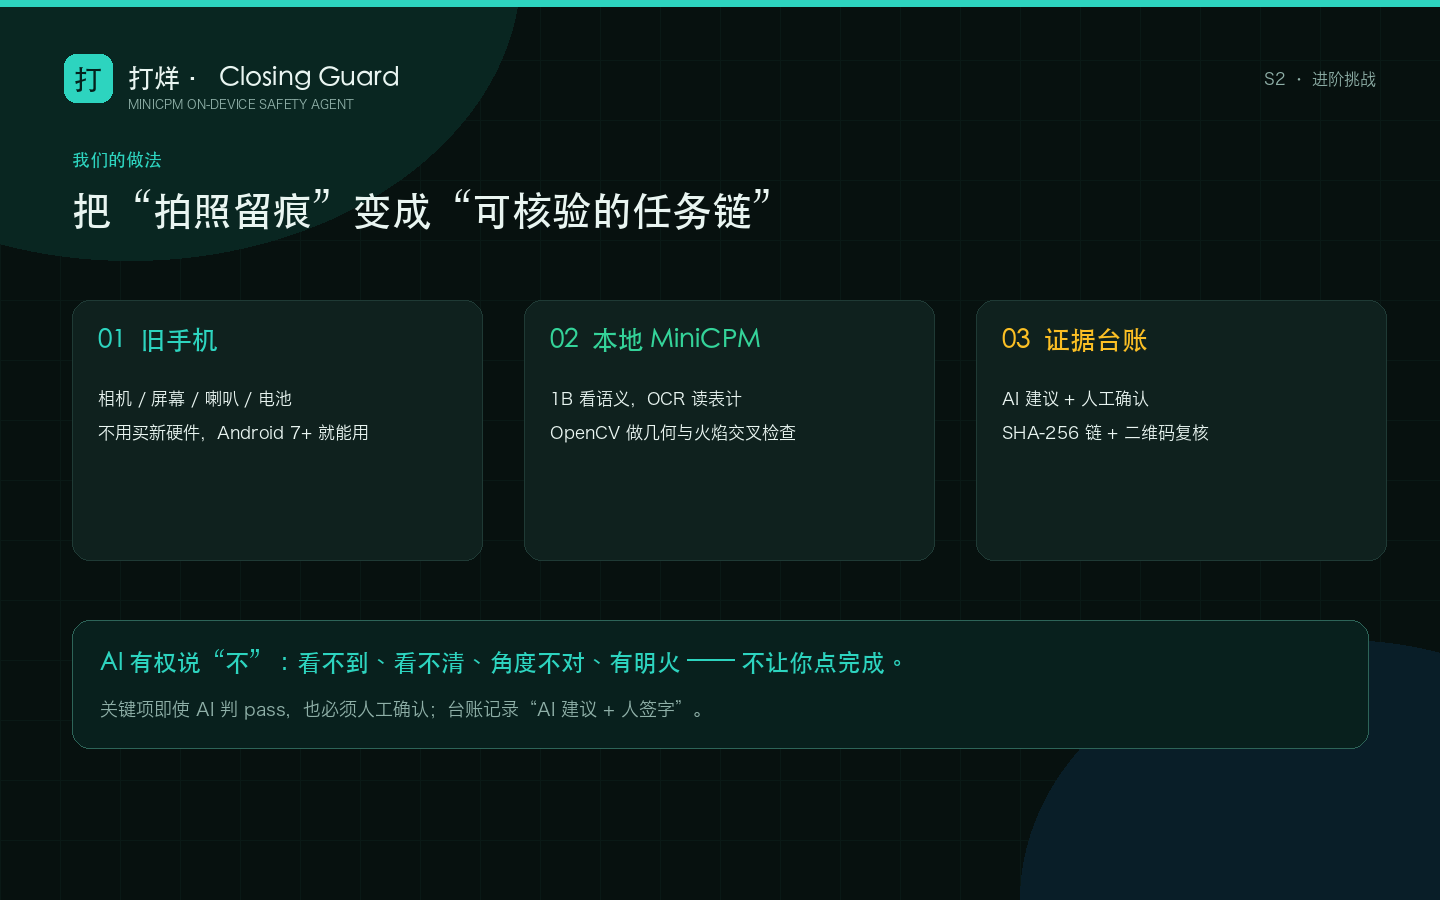 打
打烊 · Closing Guard
MINICPM ON-DEVICE SAFETY AGENT
S2 · 进阶挑战
我们的做法
把“拍照留痕”变成“可核验的任务链”
01 旧手机
相机 / 屏幕 / 喇叭 / 电池
不用买新硬件，Android 7+ 就能用
02 本地 MiniCPM
1B 看语义，OCR 读表计
OpenCV 做几何与火焰交叉检查
03 证据台账
AI 建议 + 人工确认
SHA-256 链 + 二维码复核
AI 有权说“不”：看不到、看不清、角度不对、有明火 —— 不让你点完成。
关键项即使 AI 判 pass，也必须人工确认；台账记录“AI 建议 + 人签字”。